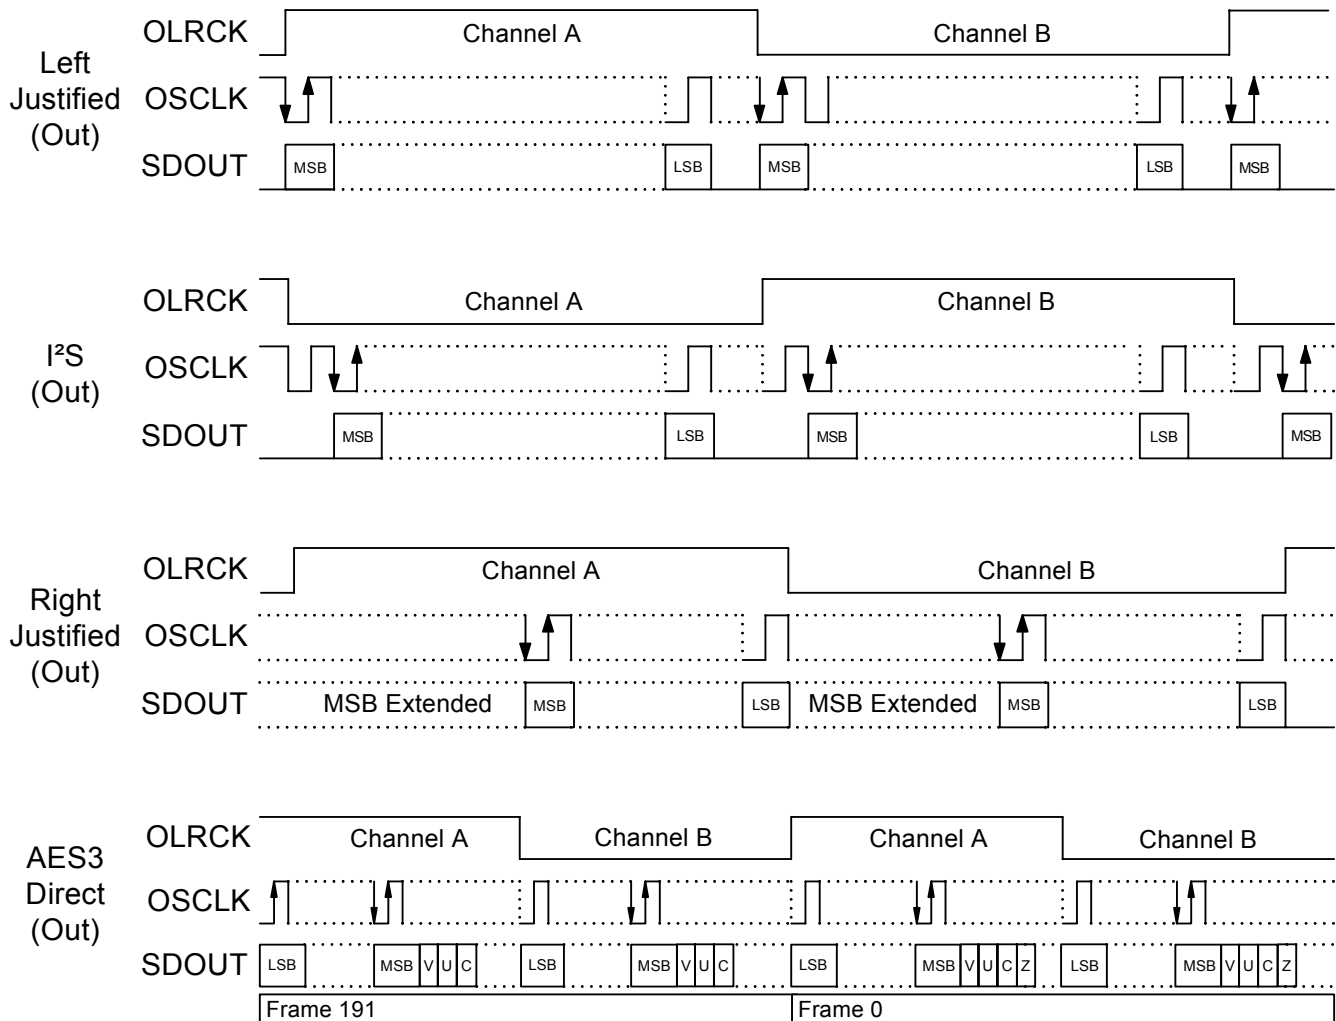 OLRCK Channel A Channel B
Left
Justified
(Out)
OSCLK
SDOUT MSB LSB MSB LSB MSB
OLRCK Channel A Channel B
I²S
(Out)
OSCLK
SDOUT MSB LSB MSB LSB MSB
OLRCK Channel A Channel B
Right
Justified
(Out)
OSCLK
SDOUT MSB Extended MSB LSB MSB Extended MSB LSB
OLRCK Channel A Channel B Channel A Channel B
AES3
Direct
(Out)
OSCLK
SDOUT LSB MSB V U C LSB MSB V U C LSB MSB V U C Z LSB MSB V U C Z
Frame 191 Frame 0